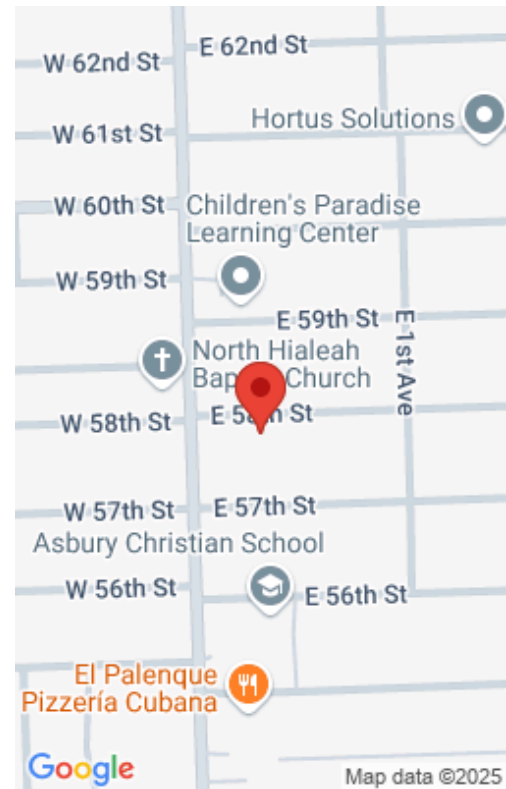 W 62nd St
E 62nd St
W 61st St
Hortus Solutions
W 60th St
Children's Paradise
Learning Center
W 59th St
E 59th St
E 1st Ave
North Hialeah
Baptist Church
W 58th St
E 58th St
W 57th St
E 57th St
Asbury Christian School
W 56th St
E 56th St
El Palenque
Pizzería Cubana
Google
Map data ©2025